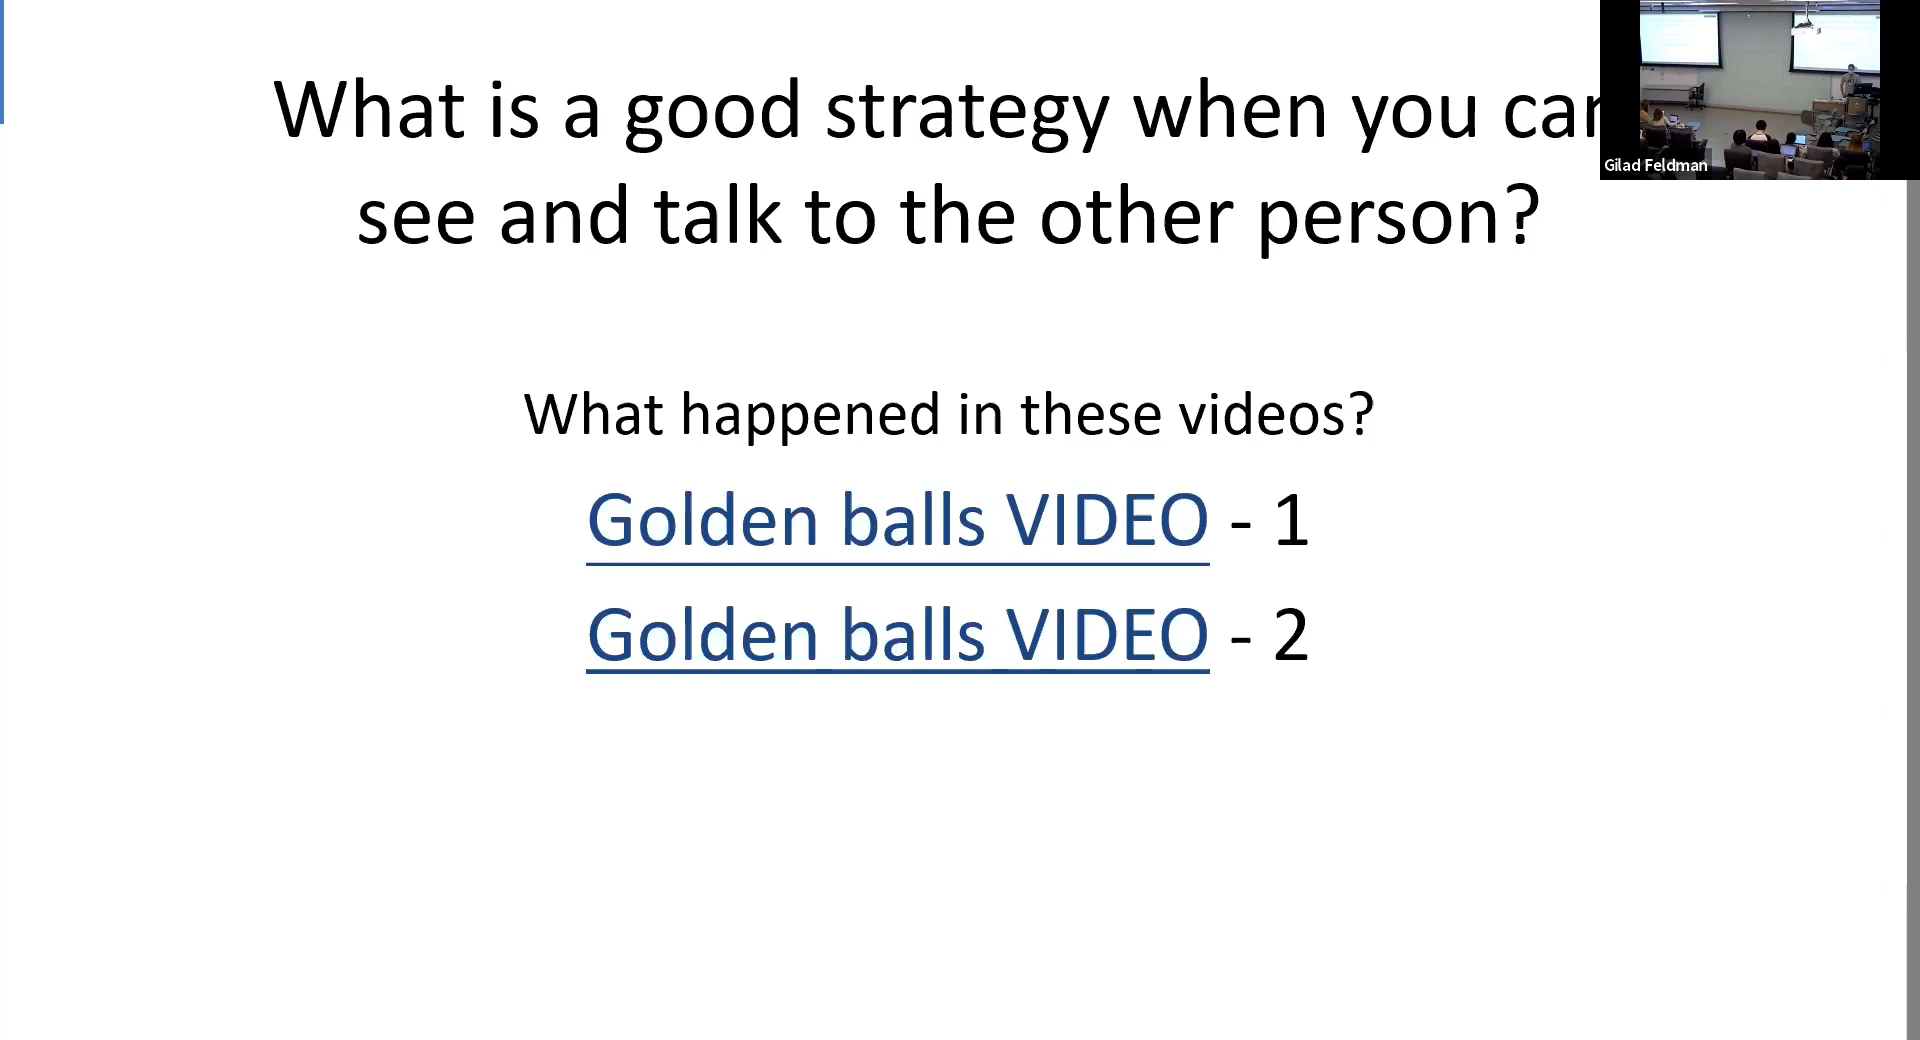 What is a good strategy when you can
see and talk to the other person?
What happened in these videos?
Golden balls VIDEO - 1
Golden balls VIDEO - 2
Gilad Feldman